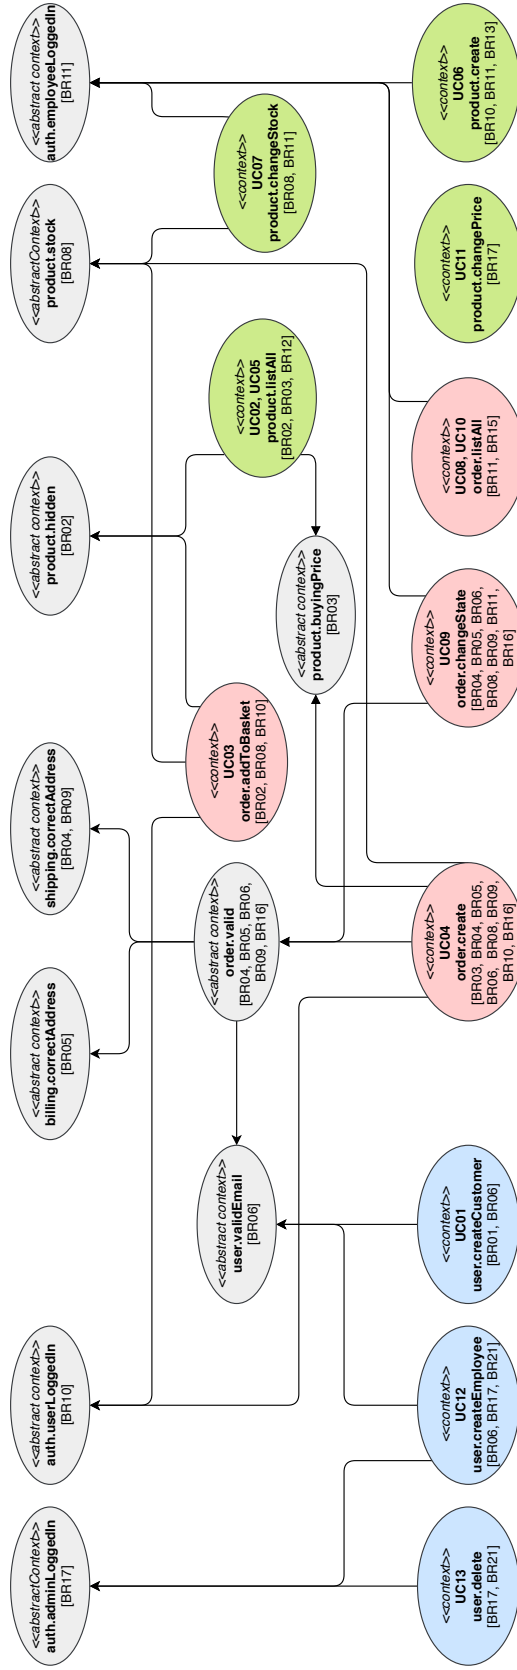 <<abstractContext>>
auth.adminLoggedIn
[BR17]
<<abstract context>>
auth.userLoggedIn
[BR10]
<<abstract context>>
billing.correctAddress
[BR05]
<<abstract context>>
shipping.correctAddress
[BR04, BR09]
<<abstract context>>
product.hidden
[BR02]
<<abstractContext>>
product.stock
[BR08]
<<abstract context>>
auth.employeeLoggedIn
[BR11]
<<abstract context>>
user.validEmail
[BR06]
<<abstract context>>
order.valid
[BR04, BR05, BR06,
BR09, BR16]
<<context>>
UC03
order.addToBasket
[BR02, BR08, BR10]
<<abstract context>>
product.buyingPrice
[BR03]
<<context>>
UC02, UC05
product.listAll
[BR02, BR03, BR12]
<<context>>
UC07
product.changeStock
[BR08, BR11]
<<context>>
UC13
user.delete
[BR17, BR21]
<<context>>
UC12
user.createEmployee
[BR06, BR17, BR21]
<<context>>
UC01
user.createCustomer
[BR01, BR06]
<<context>>
UC04
order.create
[BR03, BR04, BR05,
BR06, BR08, BR09,
BR10, BR16]
<<context>>
UC09
order.changeState
[BR04, BR05, BR06,
BR08, BR09, BR11,
BR16]
<<context>>
UC08, UC10
order.listAll
[BR11, BR15]
<<context>>
UC11
product.changePrice
[BR17]
<<context>>
UC06
product.create
[BR10, BR11, BR13]